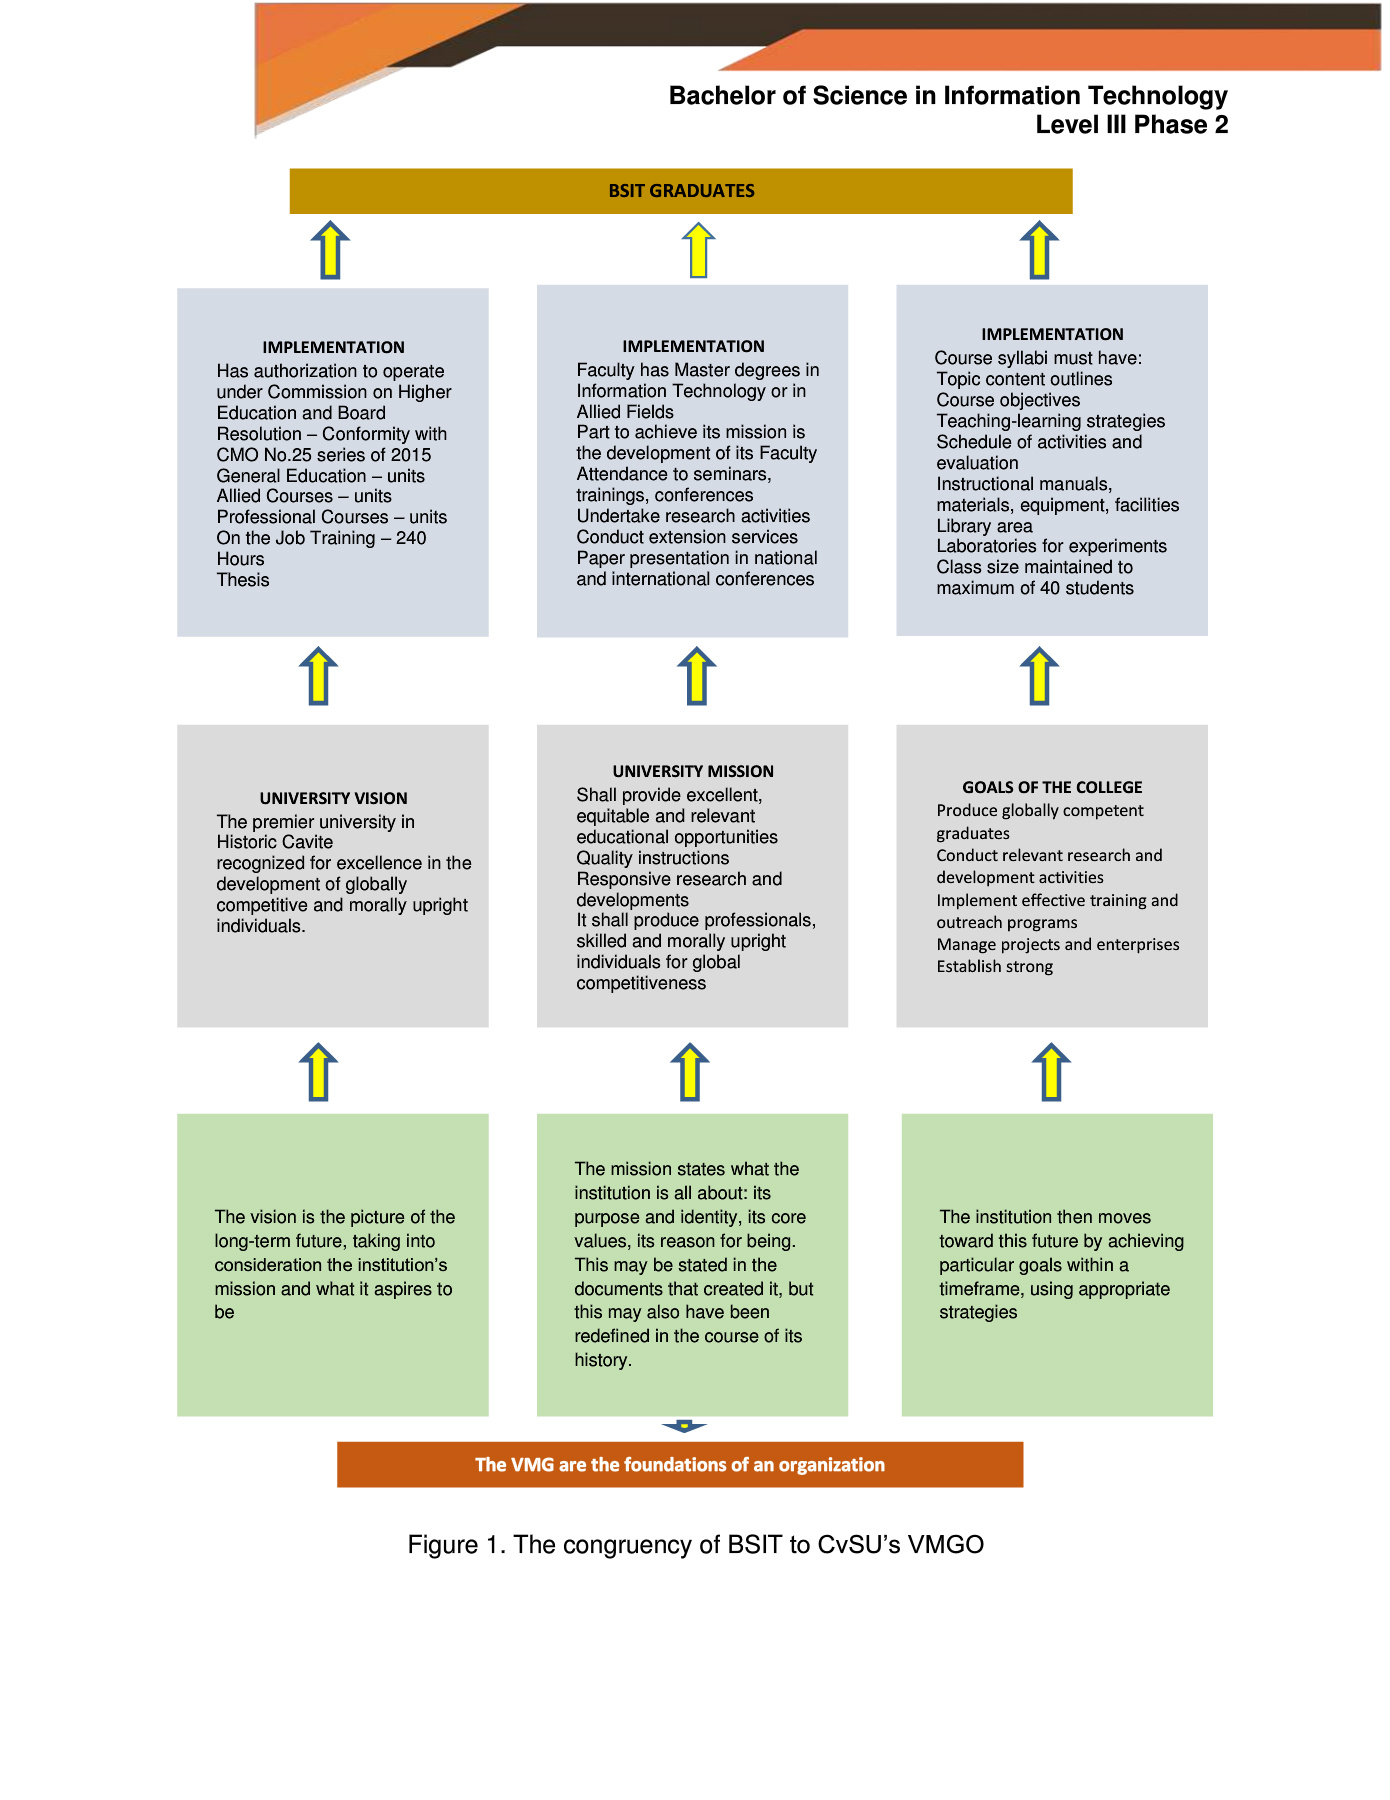 Bachelor of Science in Information Technology
Level III Phase 2
BSIT GRADUATES
IMPLEMENTATION
Has authorization to operate
under Commission on Higher
Education and Board
Resolution – Conformity with
CMO No.25 series of 2015
General Education – units
Allied Courses – units
Professional Courses – units
On the Job Training – 240
Hours
Thesis
IMPLEMENTATION
Faculty has Master degrees in
Information Technology or in
Allied Fields
Part to achieve its mission is
the development of its Faculty
Attendance to seminars,
trainings, conferences
Undertake research activities
Conduct extension services
Paper presentation in national
and international conferences
IMPLEMENTATION
Course syllabi must have:
Topic content outlines
Course objectives
Teaching-learning strategies
Schedule of activities and
evaluation
Instructional manuals,
materials, equipment, facilities
Library area
Laboratories for experiments
Class size maintained to
maximum of 40 students
UNIVERSITY VISION
The premier university in
Historic Cavite
recognized for excellence in the
development of globally
competitive and morally upright
individuals.
UNIVERSITY MISSION
Shall provide excellent,
equitable and relevant
educational opportunities
Quality instructions
Responsive research and
developments
It shall produce professionals,
skilled and morally upright
individuals for global
competitiveness
GOALS OF THE COLLEGE
Produce globally competent
graduates
Conduct relevant research and
development activities
Implement effective training and
outreach programs
Manage projects and enterprises
Establish strong
The vision is the picture of the
long-term future, taking into
consideration the institution’s
mission and what it aspires to
be
The mission states what the
institution is all about: its
purpose and identity, its core
values, its reason for being.
This may be stated in the
documents that created it, but
this may also have been
redefined in the course of its
history.
The institution then moves
toward this future by achieving
particular goals within a
timeframe, using appropriate
strategies
The VMG are the foundations of an organization
Figure 1. The congruency of BSIT to CvSU’s VMGO